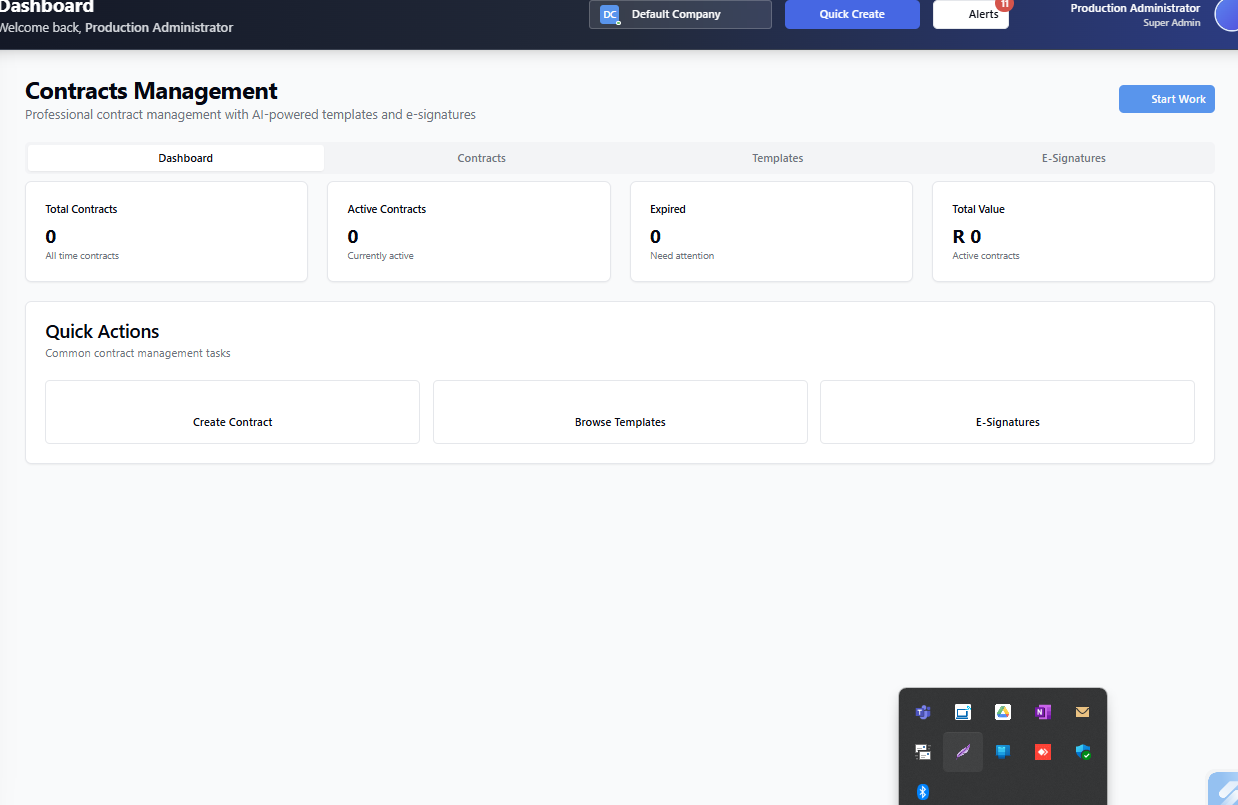 Dashboard
Welcome back, Production Administrator
DC Default Company
Quick Create
Alerts
11
Production Administrator
Super Admin
Contracts Management
Professional contract management with AI-powered templates and e-signatures
Start Work
Dashboard
Contracts
Templates
E-Signatures
Total Contracts
0
All time contracts
Active Contracts
0
Currently active
Expired
0
Need attention
Total Value
R 0
Active contracts
Quick Actions
Common contract management tasks
Create Contract
Browse Templates
E-Signatures